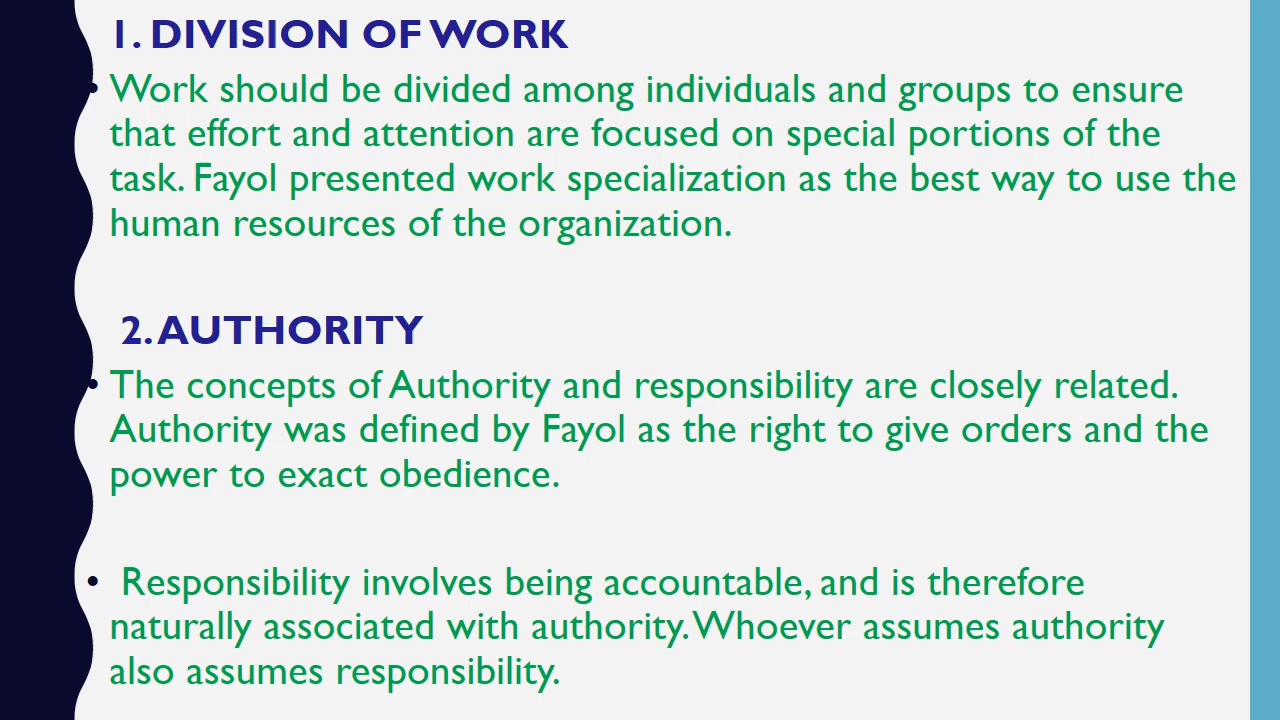 1. DIVISION OF WORK
• Work should be divided among individuals and groups to ensure
that effort and attention are focused on special portions of the
task. Fayol presented work specialization as the best way to use the
human resources of the organization.
2. AUTHORITY
• The concepts of Authority and responsibility are closely related.
Authority was defined by Fayol as the right to give orders and the
power to exact obedience.
• Responsibility involves being accountable, and is therefore
naturally associated with authority. Whoever assumes authority
also assumes responsibility.